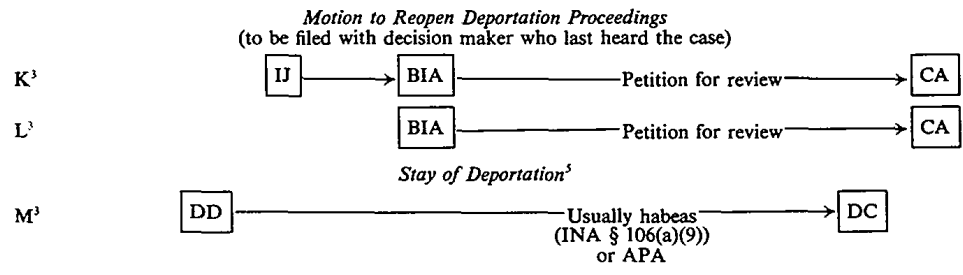 Motion to Reopen Deportation Proceedings
(to be filed with decision maker who last heard the case)
K³ IJ BIA Petition for review CA
L³ BIA Petition for review CA
Stay of Deportation⁵
M³ DD Usually habeas DC
(INA § 106(a)(9))
or APA